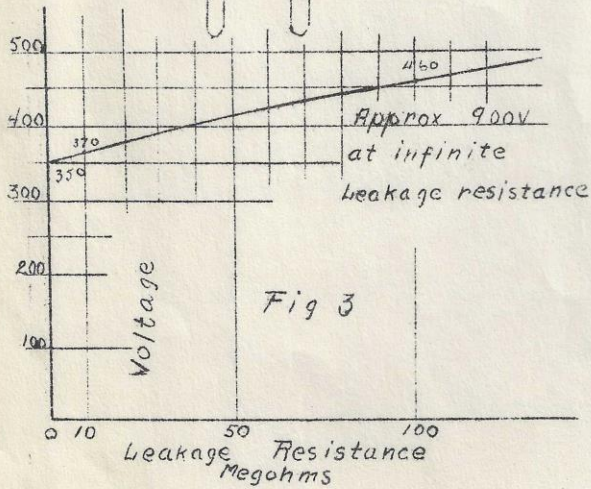 500
460
400
370
350
Approx 900V
at infinite
Leakage resistance
300
200
Voltage
Fig 3
100
0 10 50 100
Leakage Resistance
Megohms